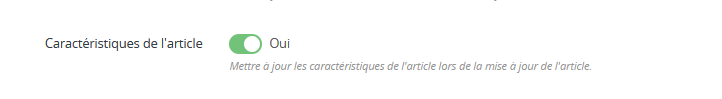 Caractéristiques de l'article Oui
Mettre à jour les caractéristiques de l'article lors de la mise à jour de l'article.